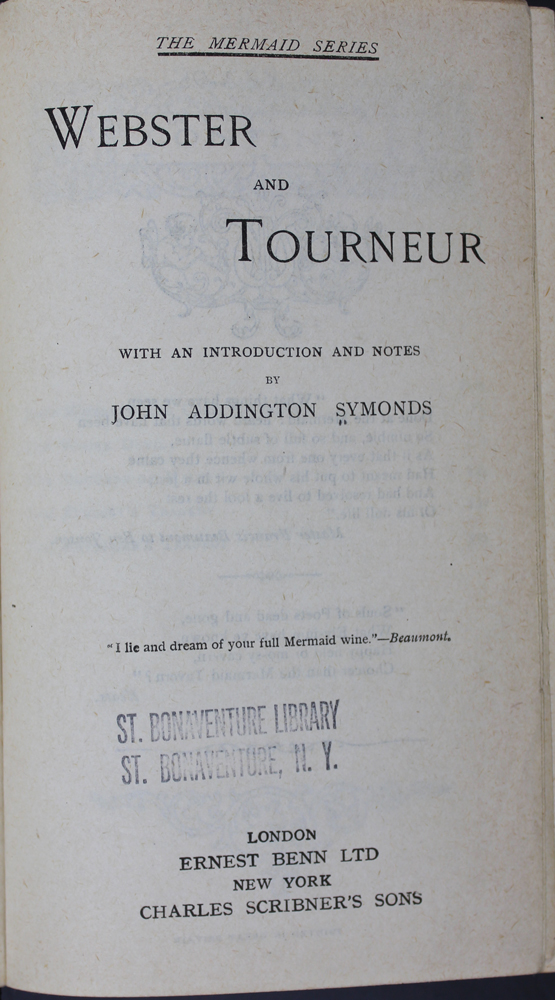 THE MERMAID SERIES
WEBSTER
AND
TOURNEUR
WITH AN INTRODUCTION AND NOTES
BY
JOHN ADDINGTON SYMONDS
"I lie and dream of your full Mermaid wine."—Beaumont.
ST. BONAVENTURE LIBRARY
ST. BONAVENTURE, N. Y.
LONDON
ERNEST BENN LTD
NEW YORK
CHARLES SCRIBNER'S SONS